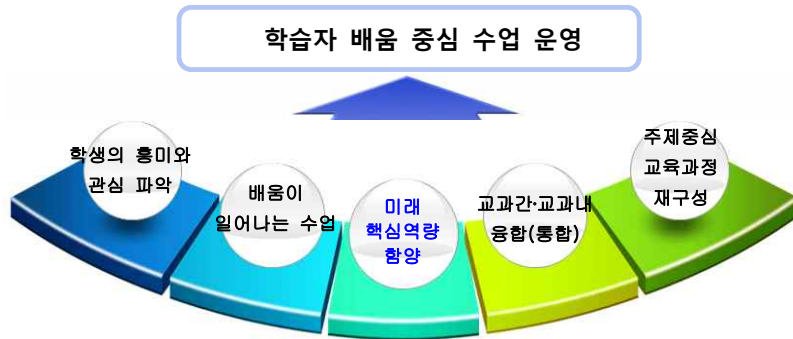 학습자 배움 중심 수업 운영
학생의 흥미와
관심 파악
배움이
일어나는 수업
미래
핵심역량
함양
교과간·교과내
융합(통합)
주제중심
교육과정
재구성